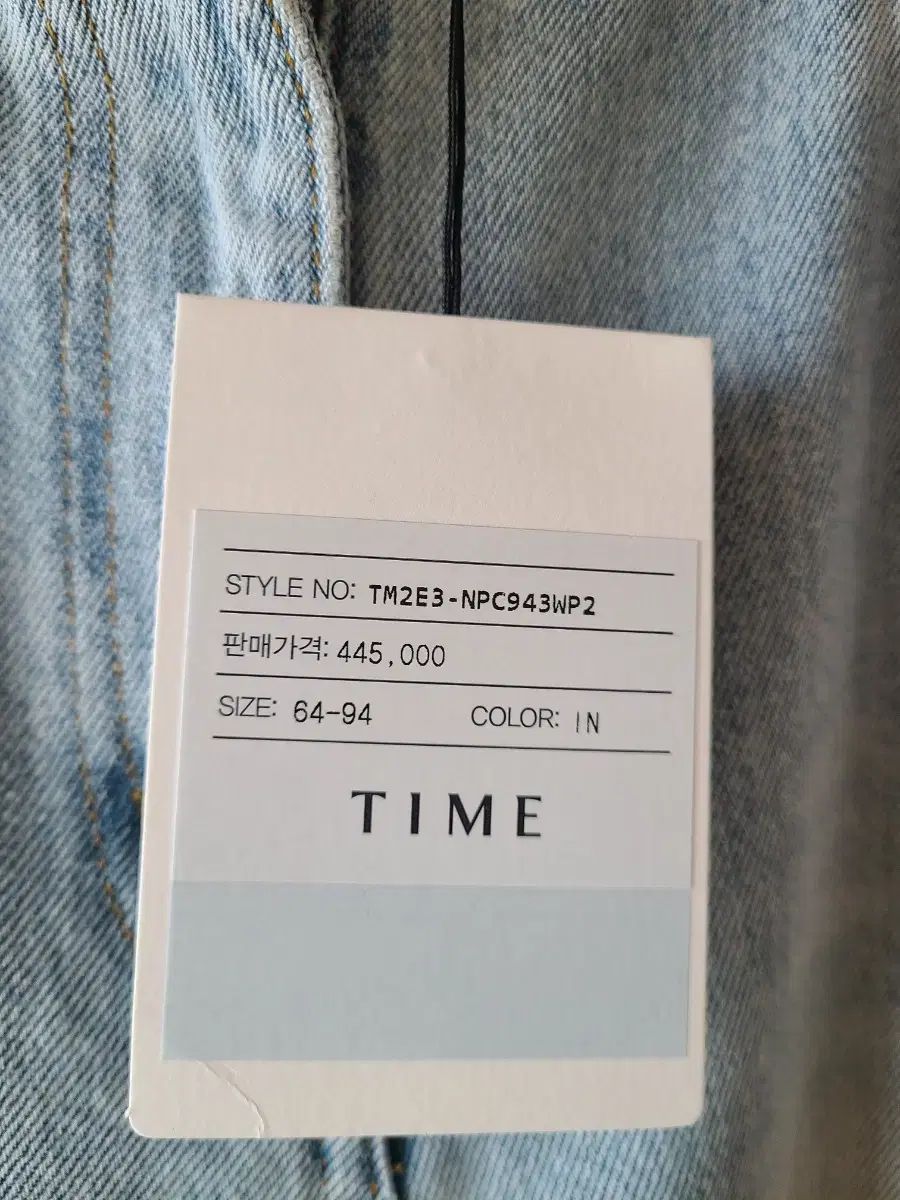 STYLE NO: TM2E3-NPC943WP2
판매가격: 445,000
SIZE: 64-94 COLOR: IN
TIME